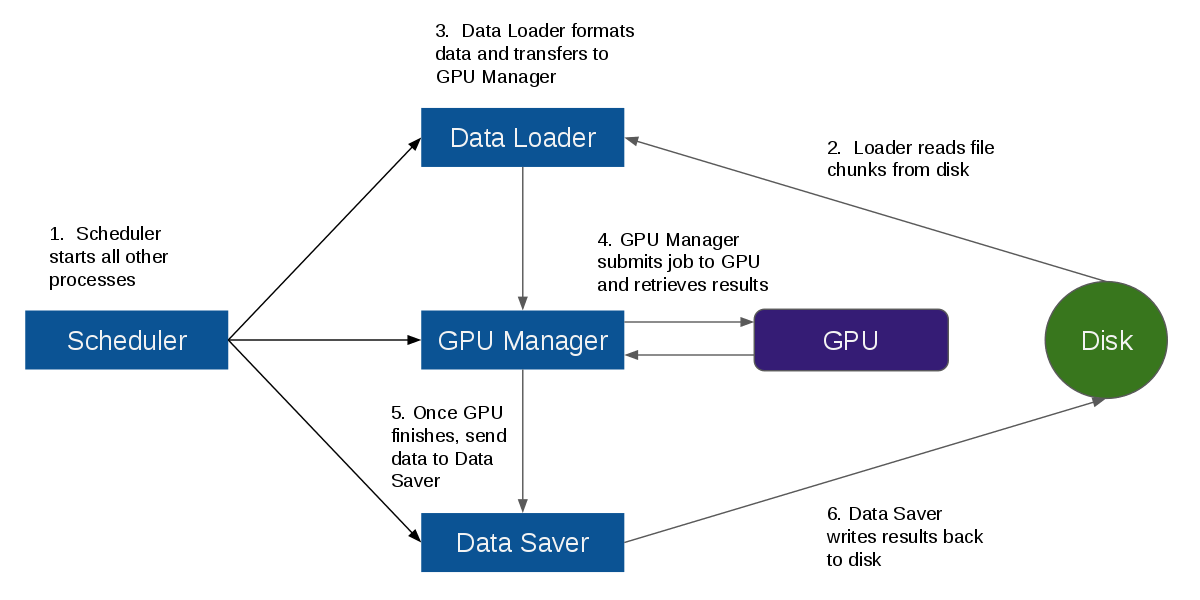 3.  Data Loader formats
data and transfers to
GPU Manager
Data Loader
2.  Loader reads file
chunks from disk
1.  Scheduler
starts all other
processes
4. GPU Manager
submits job to GPU
and retrieves results
Scheduler
GPU Manager
GPU
Disk
5. Once GPU
finishes, send
data to Data
Saver
Data Saver
6. Data Saver
writes results back
to disk